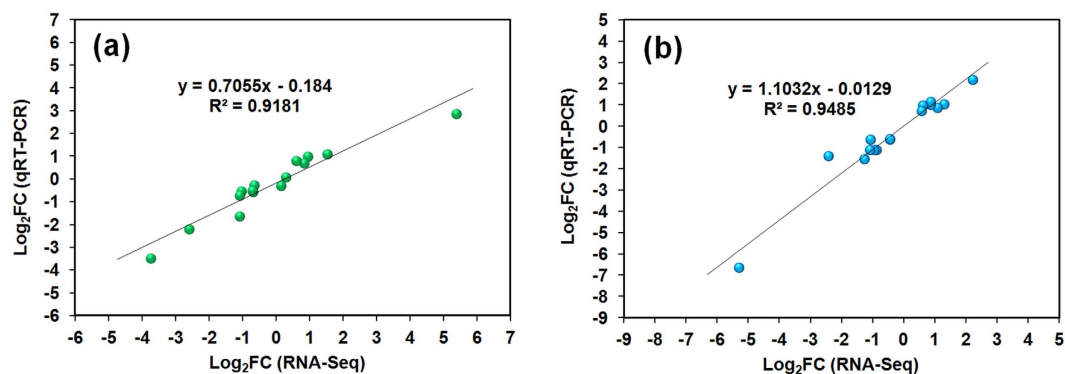 (a)
y = 0.7055x - 0.184
R² = 0.9181
Log₂FC (qRT-PCR)
7
6
5
4
3
2
1
0
-1
-2
-3
-4
-5
-6
-6 -5 -4 -3 -2 -1 0 1 2 3 4 5 6 7
Log₂FC (RNA-Seq)
(b)
y = 1.1032x - 0.0129
R² = 0.9485
Log₂FC (qRT-PCR)
5
4
3
2
1
0
-1
-2
-3
-4
-5
-6
-7
-8
-9
-9 -8 -7 -6 -5 -4 -3 -2 -1 0 1 2 3 4 5
Log₂FC (RNA-Seq)